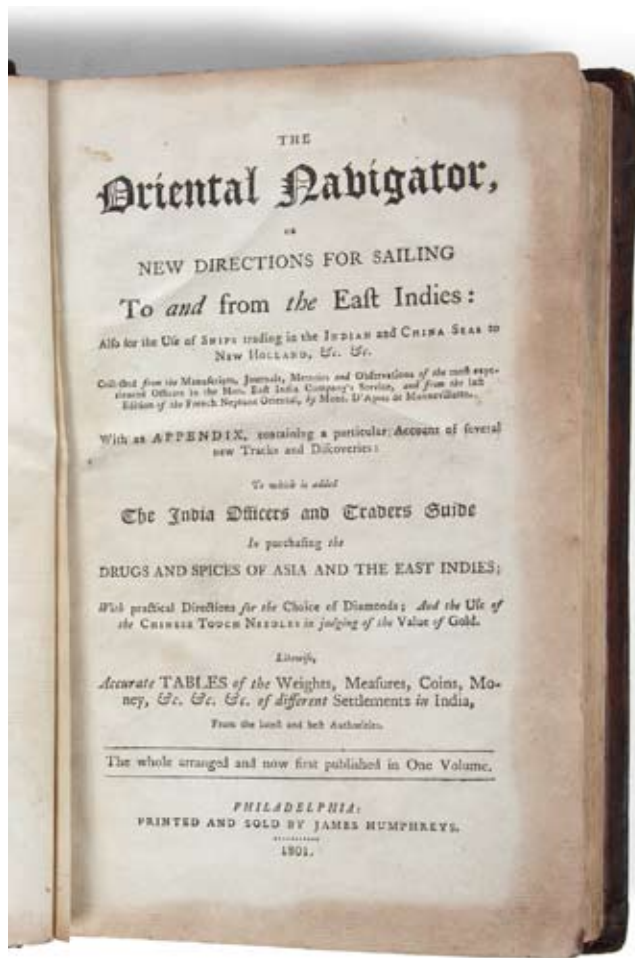 THE
Oriental Navigator,
OR
NEW DIRECTIONS FOR SAILING
To and from the Eaſt Indies:
Alſo for the Uſe of SHIPS trading in the INDIAN and CHINA SEAS to
NEW HOLLAND, &c. &c.
Collected from the Manuſcripts, Journals, Memoirs and Obſervations of the moſt expe-
rienced Officers in the Hon. Eaſt India Company's Service, and from the laſt
Edition of the French Neptune Oriental, by Monſ. D'Apres de Mannevillette.
With an APPENDIX, containing a particular Account of ſeveral
new Tracks and Diſcoveries:
To which is added
The India Officers and Traders Guide
In purchaſing the
DRUGS AND SPICES OF ASIA AND THE EAST INDIES;
With practical Directions for the Choice of Diamonds; And the Uſe of
the CHINESE TOUCH NEEDLES in judging of the Value of Gold.
Likewiſe,
Accurate TABLES of the Weights, Meaſures, Coins, Mo-
ney, &c. &c. &c. of different Settlements in India,
From the lateſt and beſt Authorities.
The whole arranged and now firſt publiſhed in One Volume.
PHILADELPHIA:
PRINTED AND SOLD BY JAMES HUMPHREYS.
1801.